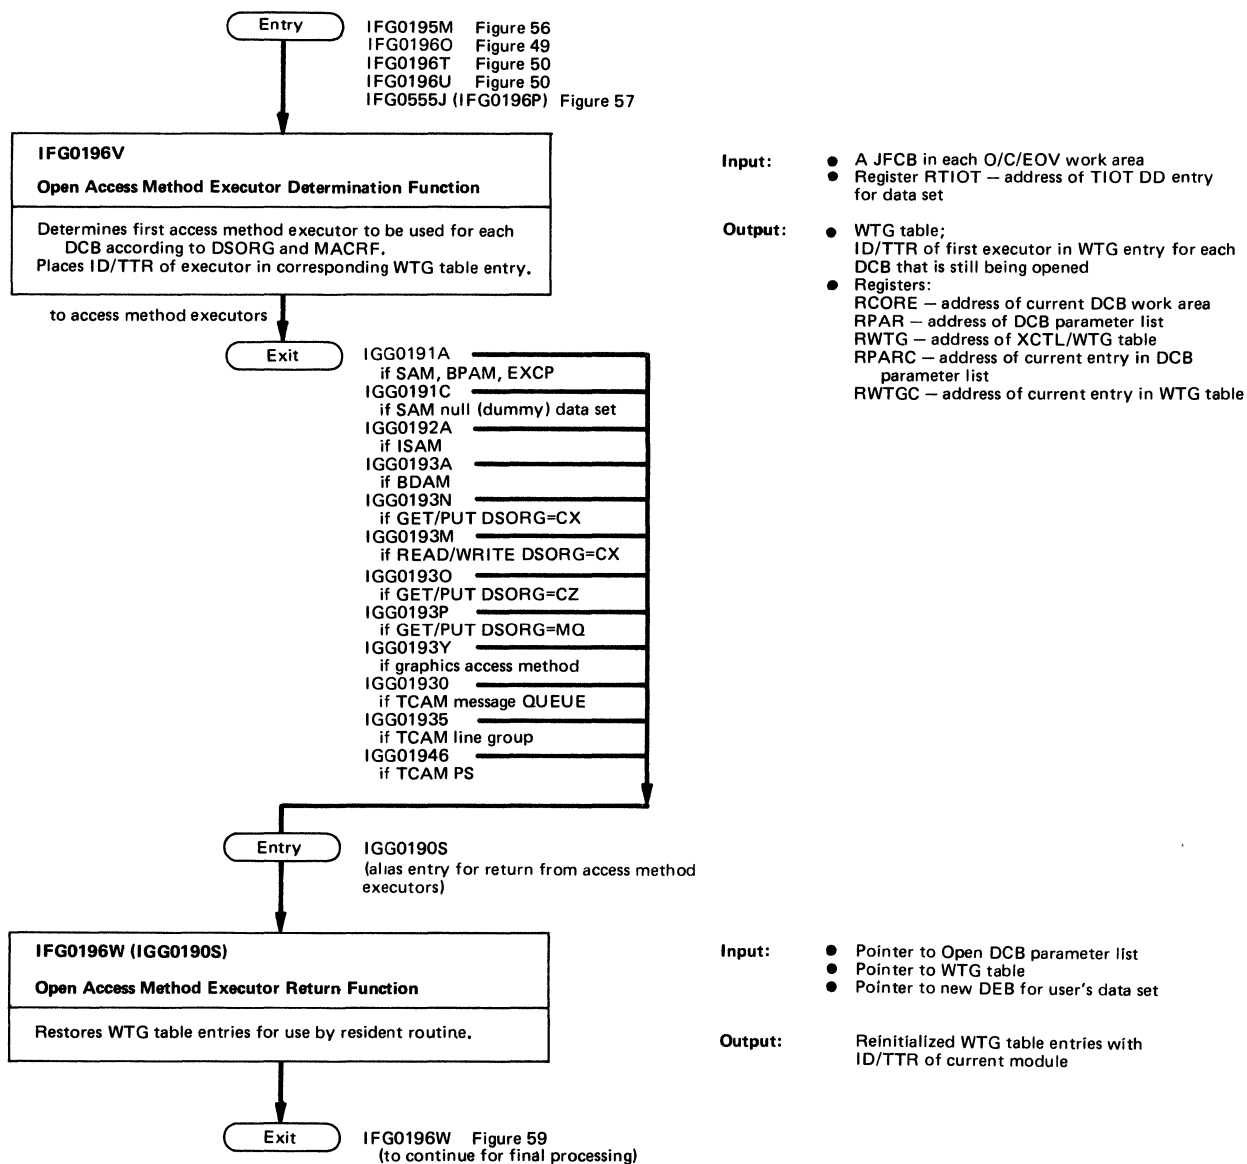 Entry
IFG0195M Figure 56
IFG0196O Figure 49
IFG0196T Figure 50
IFG0196U Figure 50
IFG0555J (IFG0196P) Figure 57
IFG0196V
Open Access Method Executor Determination Function
Determines first access method executor to be used for each
DCB according to DSORG and MACRF.
Places ID/TTR of executor in corresponding WTG table entry.
Input:
● A JFCB in each O/C/EOV work area
● Register RTIOT — address of TIOT DD entry
for data set
Output:
● WTG table;
ID/TTR of first executor in WTG entry for each
DCB that is still being opened
● Registers:
RCORE — address of current DCB work area
RPAR — address of DCB parameter list
RWTG — address of XCTL/WTG table
RPARC — address of current entry in DCB
parameter list
RWTGC — address of current entry in WTG table
to access method executors
Exit
IGG0191A
if SAM, BPAM, EXCP
IGG0191C
if SAM null (dummy) data set
IGG0192A
if ISAM
IGG0193A
if BDAM
IGG0193N
if GET/PUT DSORG=CX
IGG0193M
if READ/WRITE DSORG=CX
IGG0193O
if GET/PUT DSORG=CZ
IGG0193P
if GET/PUT DSORG=MQ
IGG0193Y
if graphics access method
IGG01930
if TCAM message QUEUE
IGG01935
if TCAM line group
IGG01946
if TCAM PS
Entry
IGG0190S
(alias entry for return from access method
executors)
IFG0196W (IGG0190S)
Open Access Method Executor Return Function
Restores WTG table entries for use by resident routine.
Input:
● Pointer to Open DCB parameter list
● Pointer to WTG table
● Pointer to new DEB for user's data set
Output:
Reinitialized WTG table entries with
ID/TTR of current module
Exit
IFG0196W Figure 59
(to continue for final processing)